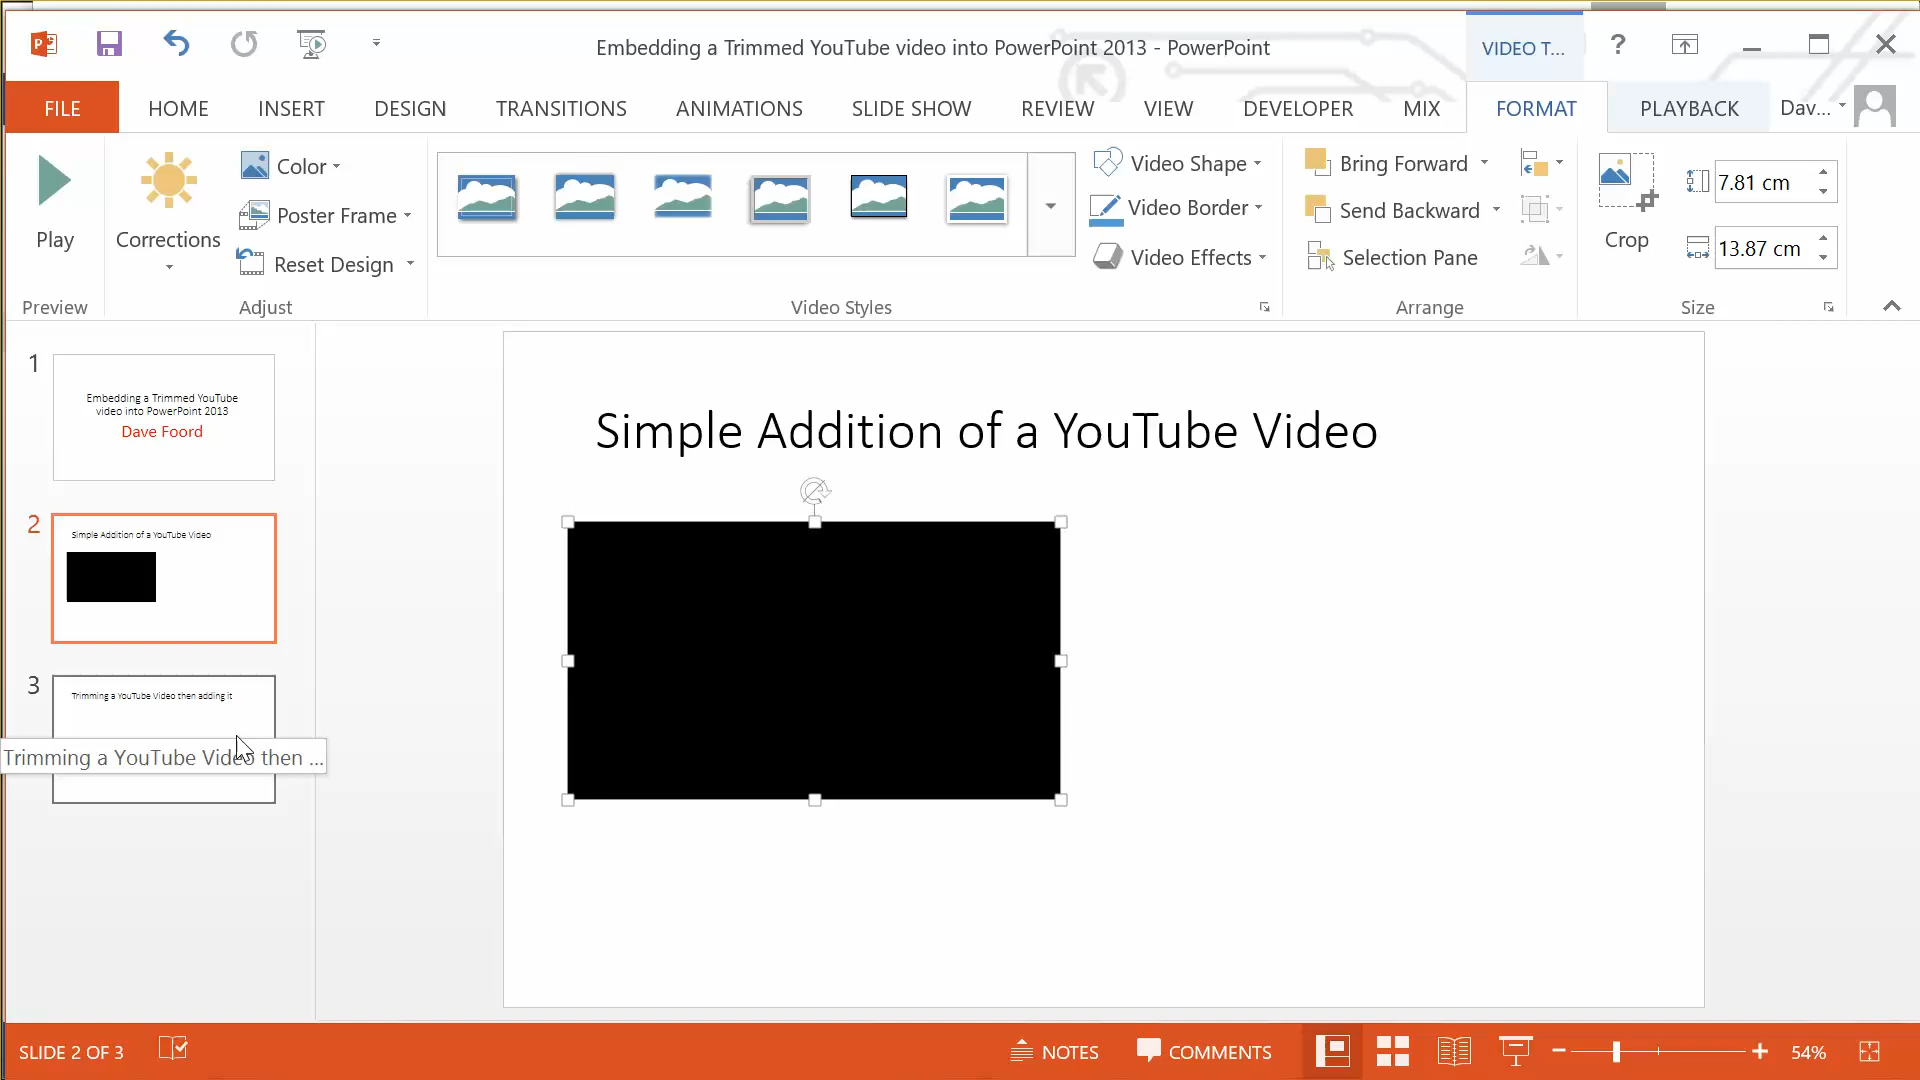 Embedding a Trimmed YouTube video into PowerPoint 2013 - PowerPoint
VIDEO T...
?
FILE HOME INSERT DESIGN TRANSITIONS ANIMATIONS SLIDE SHOW REVIEW VIEW DEVELOPER MIX FORMAT PLAYBACK Dav...
Play
Preview
Corrections
Color
Poster Frame
Reset Design
Adjust
Video Styles
Video Shape
Video Border
Video Effects
Bring Forward
Send Backward
Selection Pane
Arrange
Crop
7.81 cm
13.87 cm
Size
1
Embedding a Trimmed YouTube
video into PowerPoint 2013
Dave Foord
2
Simple Addition of a YouTube Video
3
Trimming a YouTube Video then adding it
Trimming a YouTube Video then ...
Simple Addition of a YouTube Video
SLIDE 2 OF 3
NOTES
COMMENTS
54%